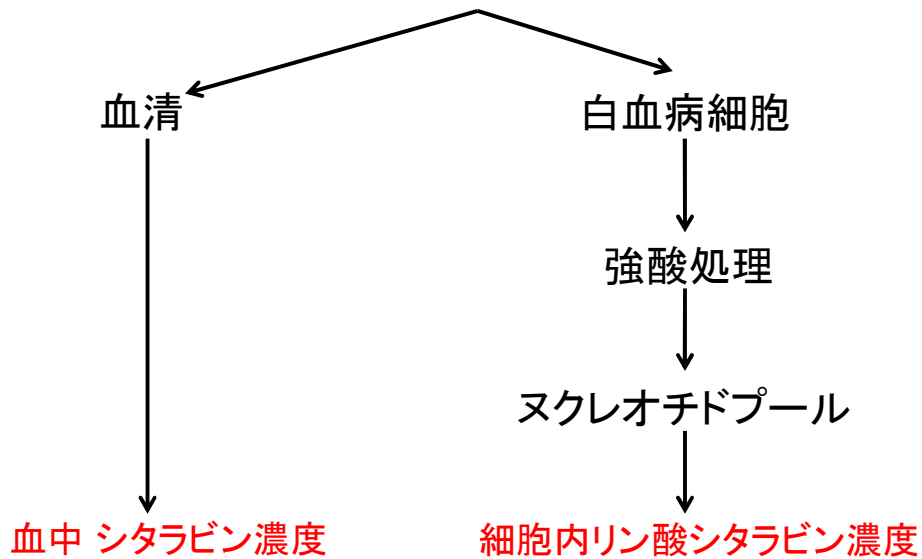 血清
白血病細胞
強酸処理
ヌクレオチドプール
血中 シタラビン濃度
細胞内リン酸シタラビン濃度